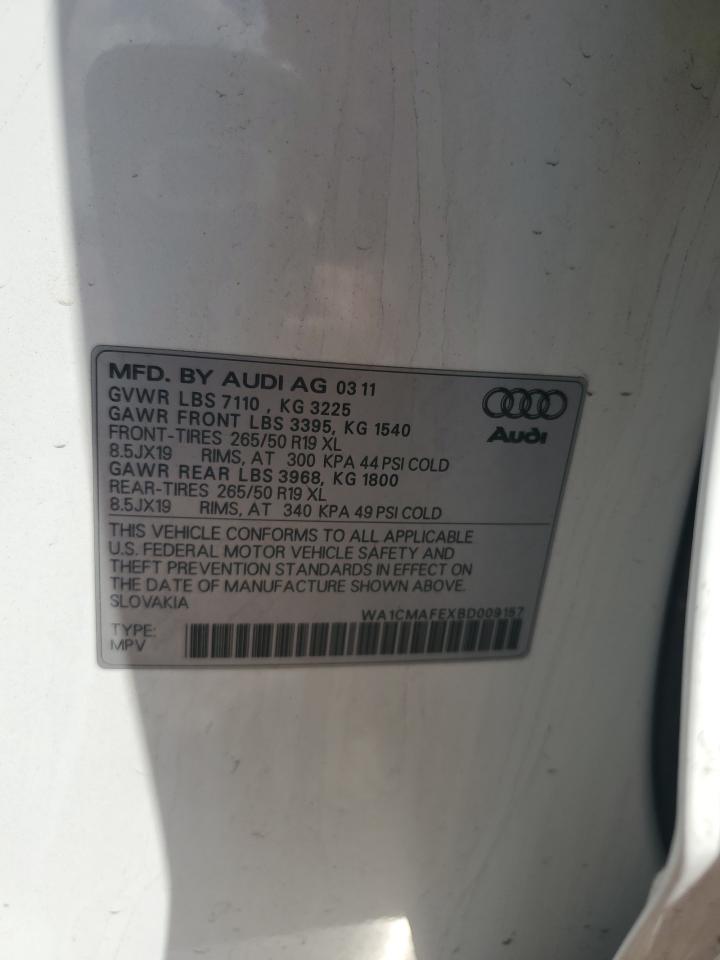 MFD. BY AUDI AG 03 11
GVWR LBS 7110 , KG 3225
GAWR FRONT LBS 3395, KG 1540
FRONT-TIRES 265/50 R19 XL
8.5JX19 RIMS, AT 300 KPA 44 PSI COLD
GAWR REAR LBS 3968, KG 1800
REAR-TIRES 265/50 R19 XL
8.5JX19 RIMS, AT 340 KPA 49 PSI COLD
Audi
THIS VEHICLE CONFORMS TO ALL APPLICABLE
U.S. FEDERAL MOTOR VEHICLE SAFETY AND
THEFT PREVENTION STANDARDS IN EFFECT ON
THE DATE OF MANUFACTURE SHOWN ABOVE.
SLOVAKIA
WA1CMAFEXBD009157
TYPE:
MPV